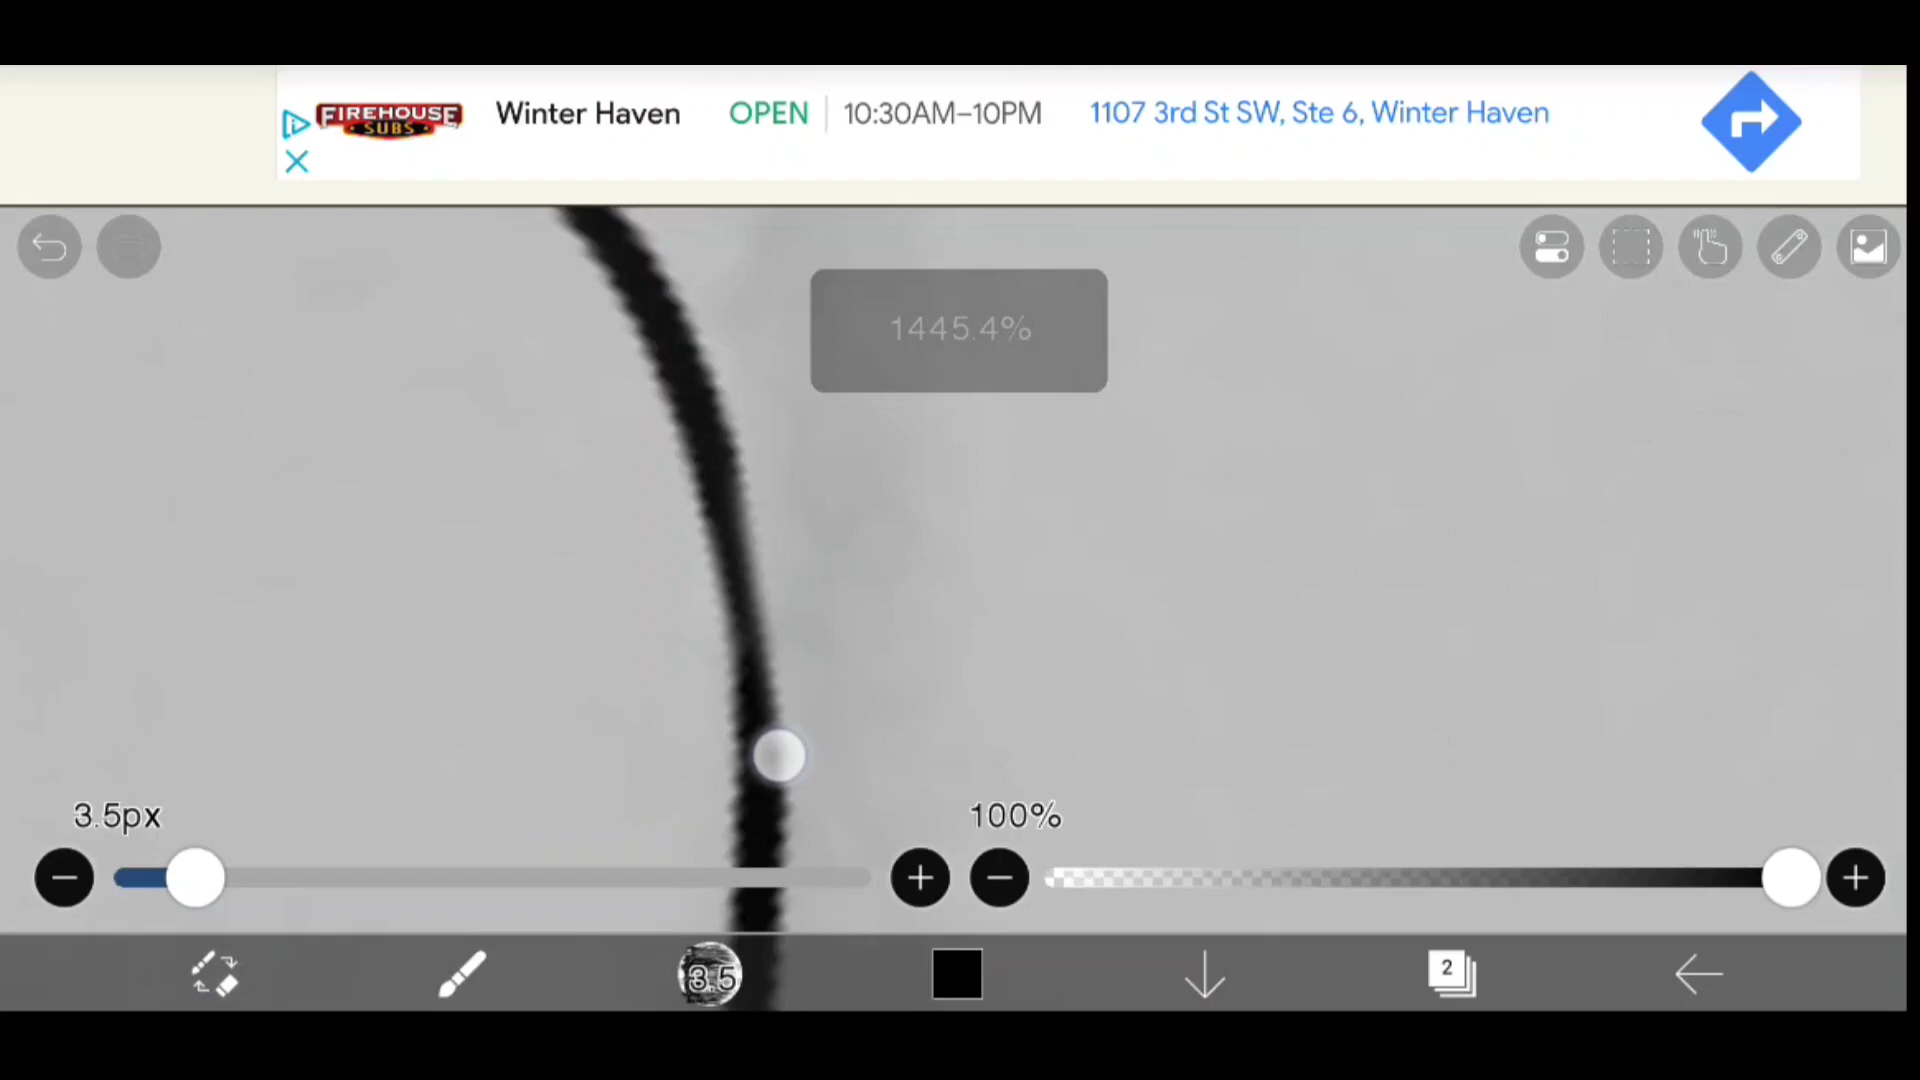 FIREHOUSE
SUBS
Winter Haven OPEN 10:30AM–10PM 1107 3rd St SW, Ste 6, Winter Haven
1445.4%
3.5px
100%
3.5
2